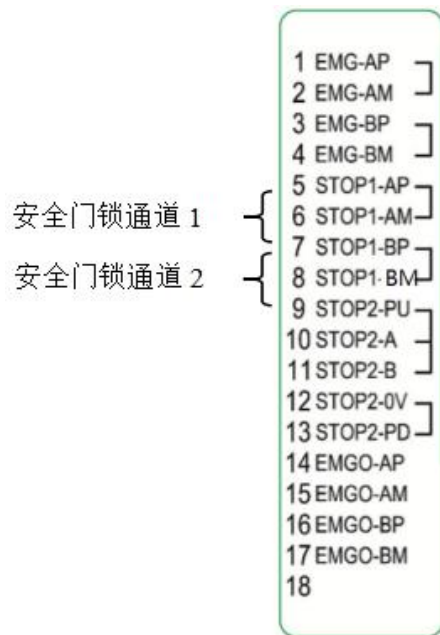 1 EMG-AP
2 EMG-AM
3 EMG-BP
4 EMG-BM
5 STOP1-AP
安全门锁通道 1
6 STOP1-AM
7 STOP1-BP
安全门锁通道 2
8 STOP1-BM
9 STOP2-PU
10 STOP2-A
11 STOP2-B
12 STOP2-0V
13 STOP2-PD
14 EMGO-AP
15 EMGO-AM
16 EMGO-BP
17 EMGO-BM
18